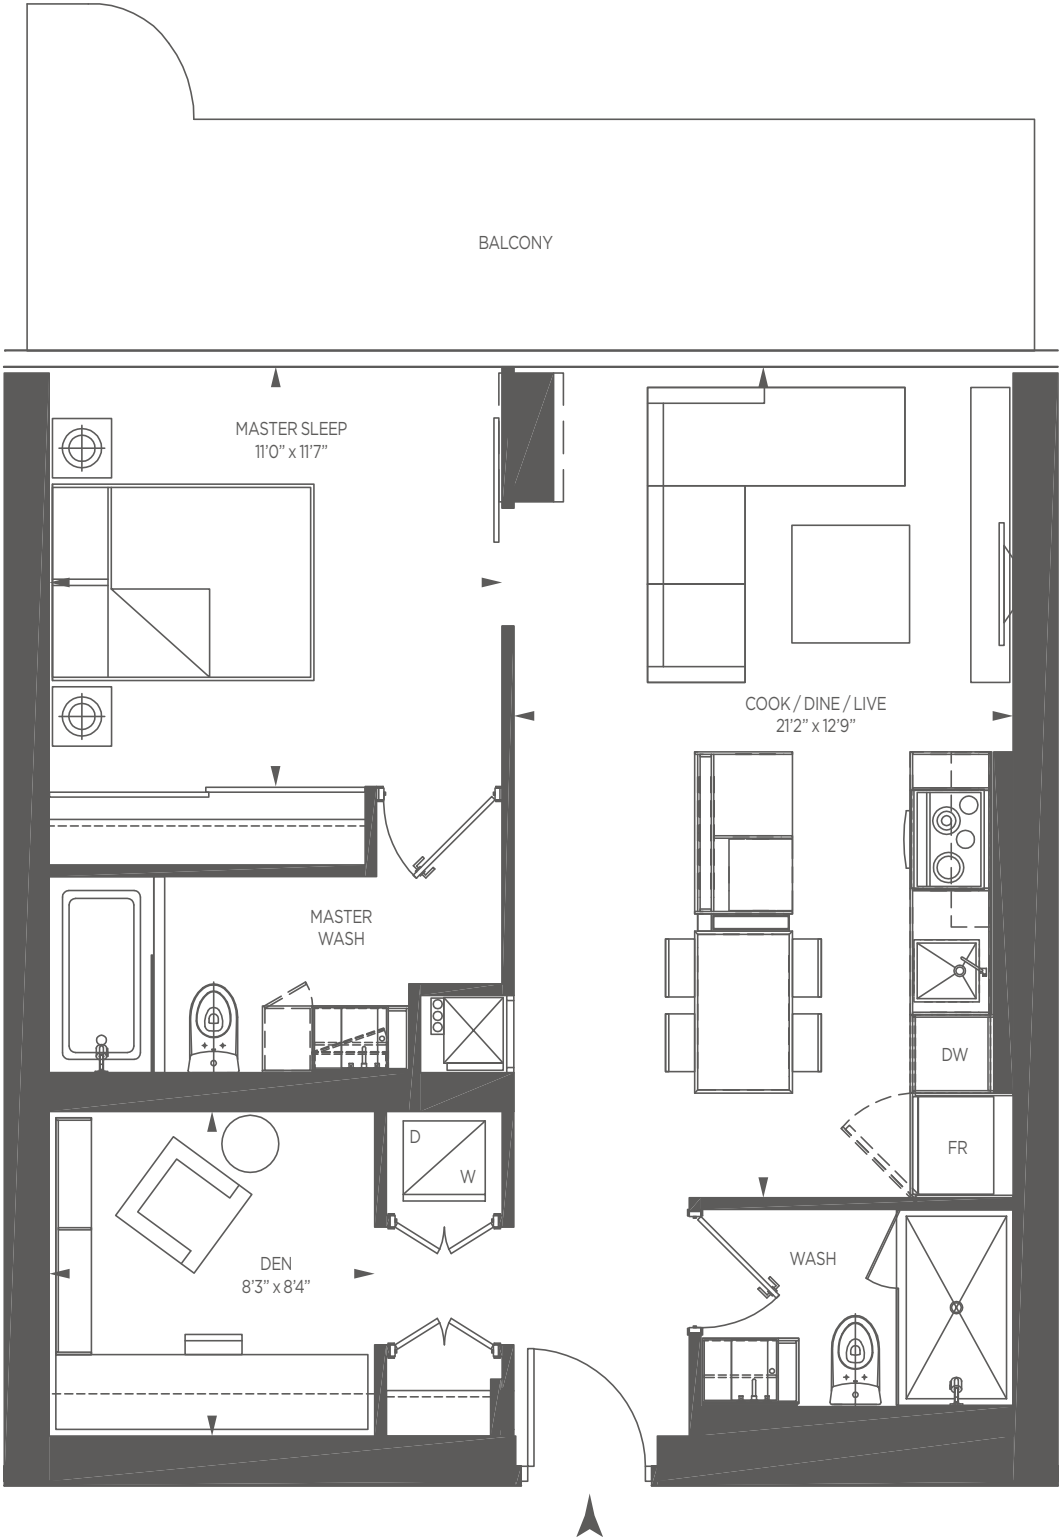 BALCONY
MASTER SLEEP
11'0” x 11'7”
COOK / DINE / LIVE
21'2” x 12'9”
MASTER
WASH
DW
FR
D
W
DEN
8'3” x 8'4”
WASH